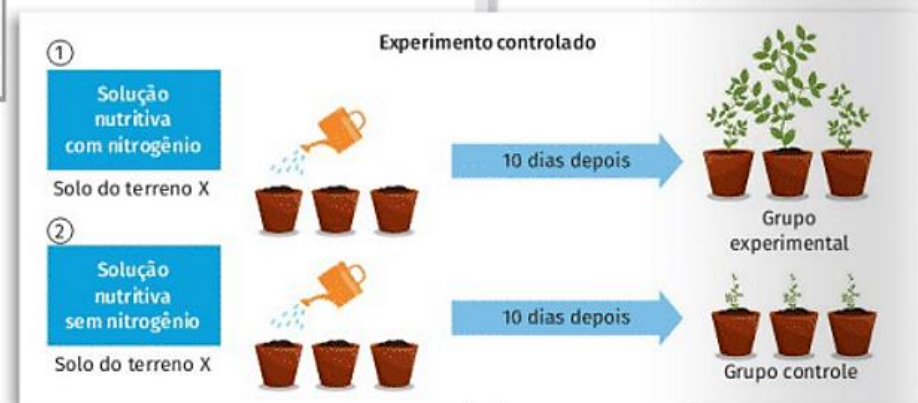 Experimento controlado
1
Solução
nutritiva
com nitrogênio
Solo do terreno X
10 dias depois
Grupo
experimental
2
Solução
nutritiva
sem nitrogênio
Solo do terreno X
10 dias depois
Grupo controle